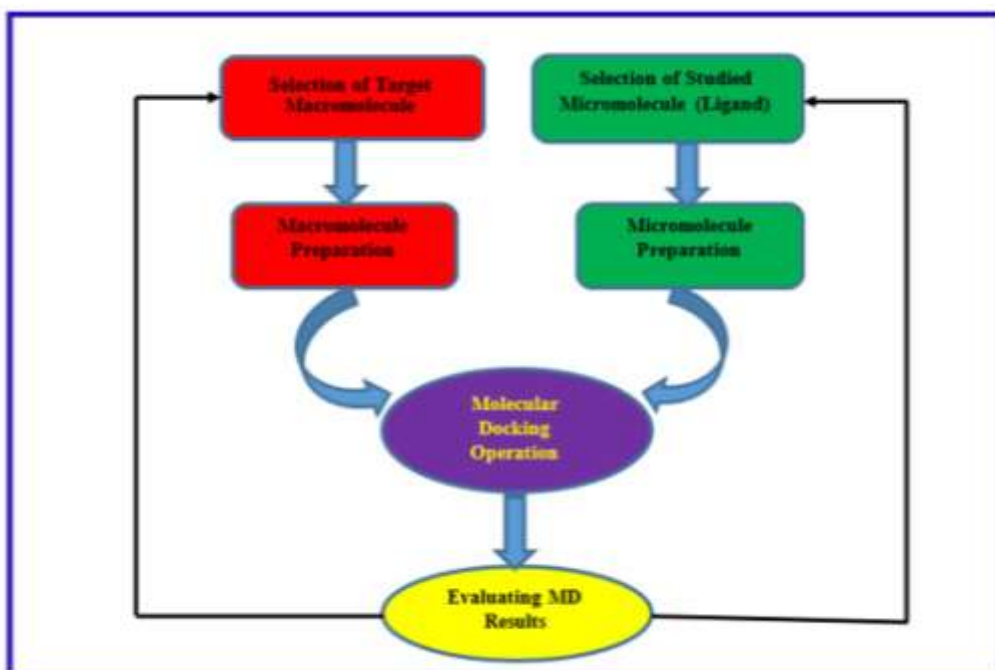 Selection of Target
Macromolecule
Selection of Studied
Micromolecule (Ligand)
Macromolecule
Preparation
Micromolecule
Preparation
Molecular
Docking
Operation
Evaluating MD
Results